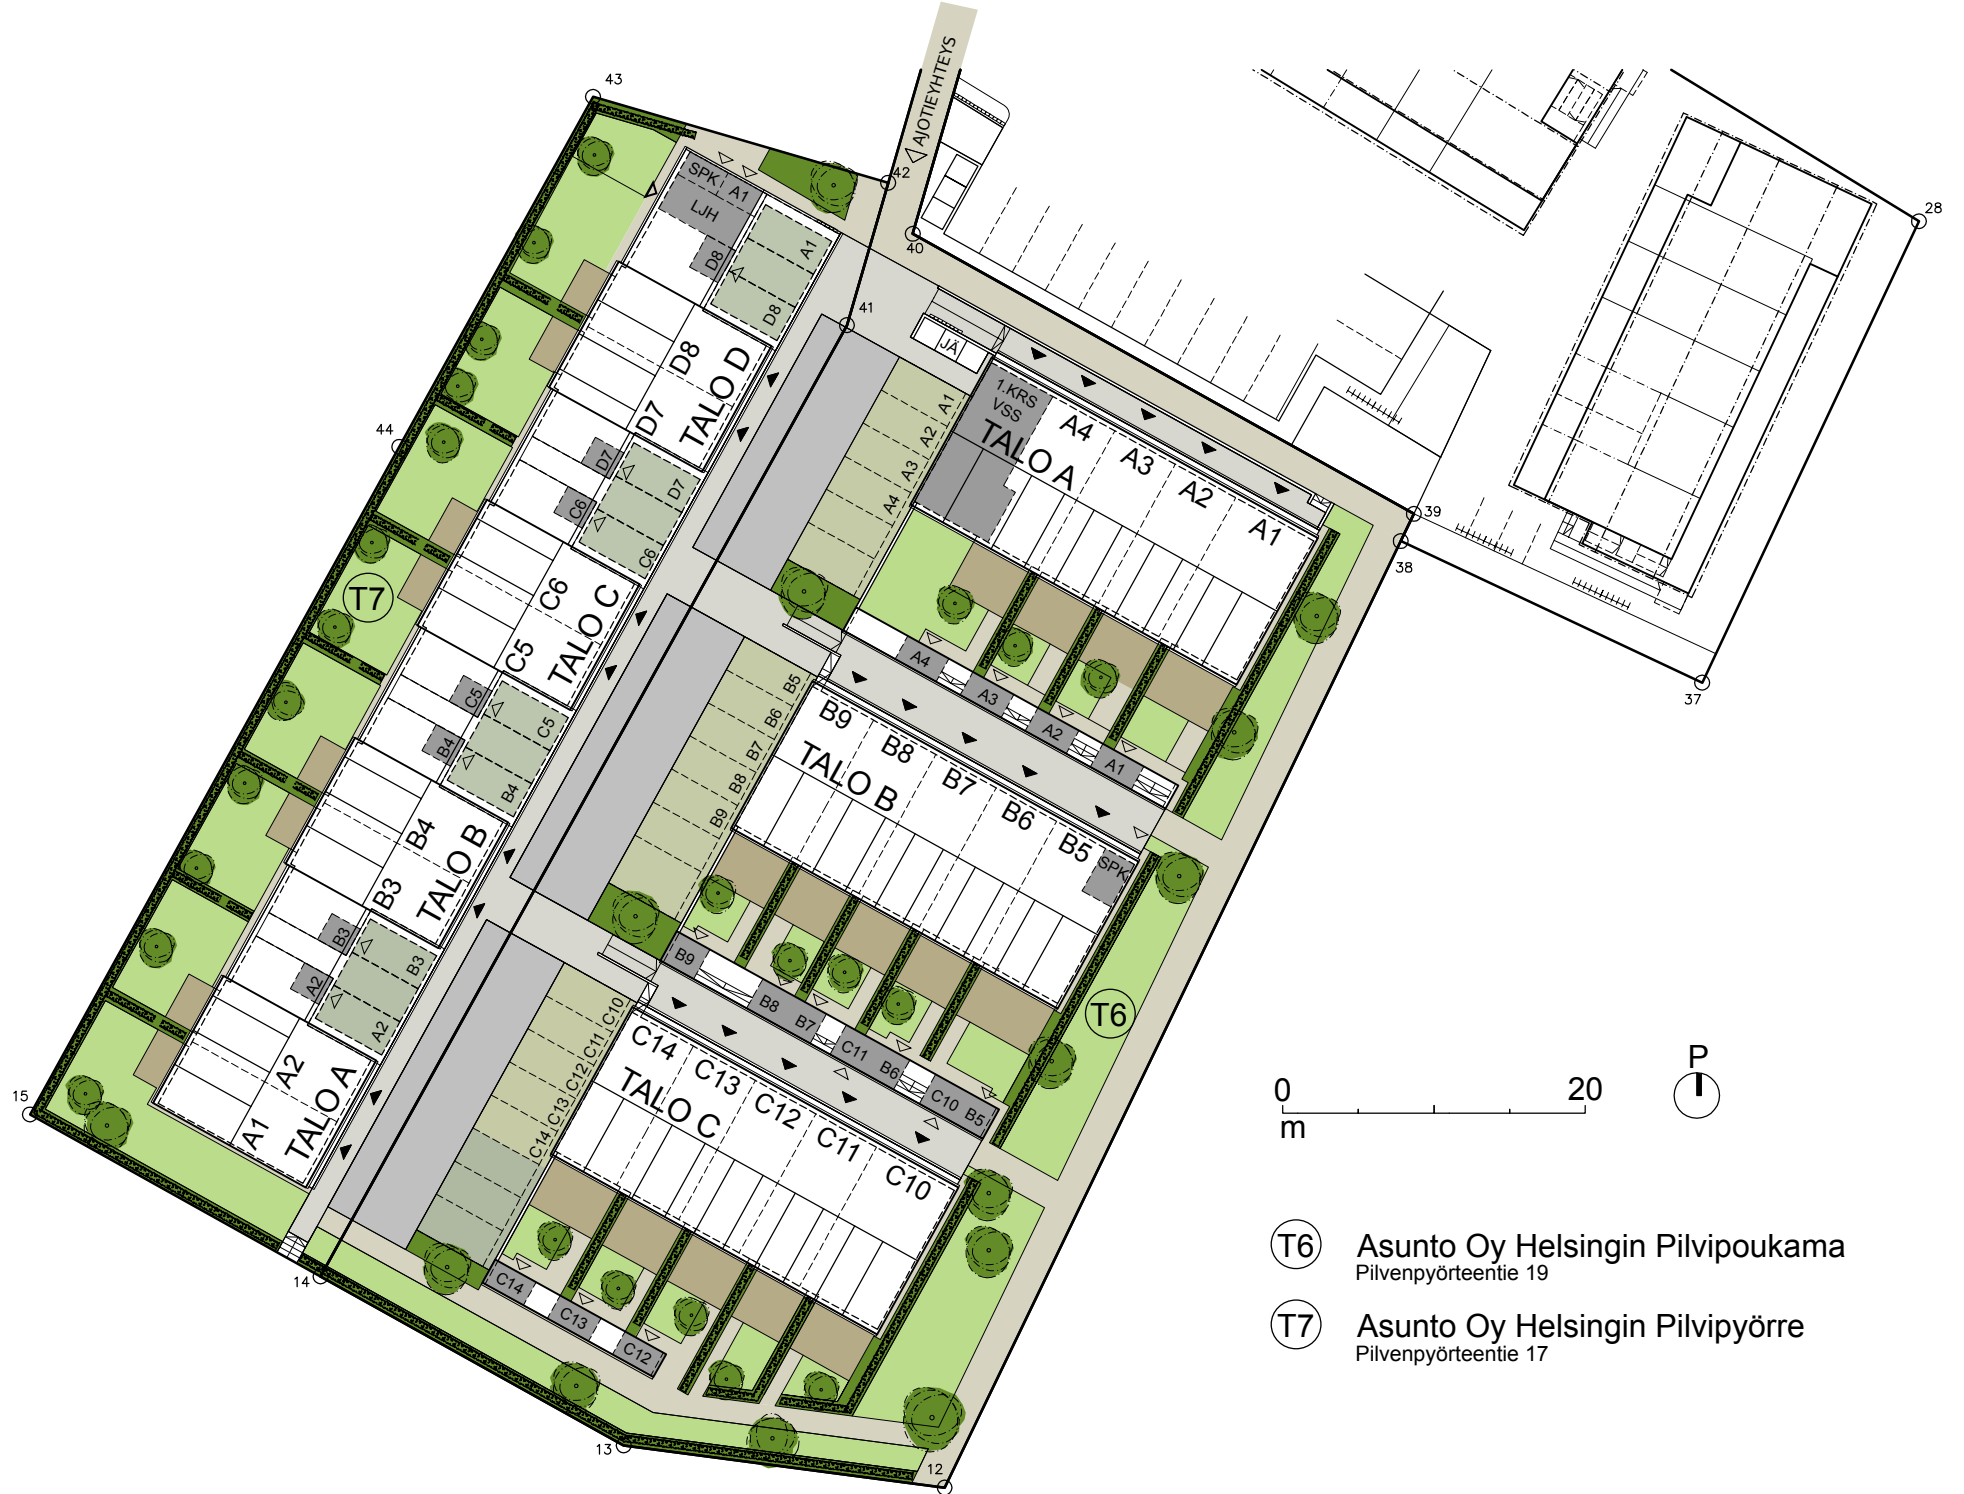 43
AJOTIEYHTEYS
42
28
SPK
A1
LJH
D8
A1
D8
40
41
JÄ
D8
D7
TALO D
44
D7
C6
D7
C6
A1
A2
A3
A4
1.KRS
VSS
TALO A
A4
A3
A2
A1
39
38
37
T7
C6
C5
TALO C
C5
B4
C5
B4
A4
A3
A2
A1
B5
B6
B7
B8
B9
B9
B8
B7
B6
B5
SPK
TALO B
B4
B3
TALO B
B3
A2
B3
A2
B9
B8
B7
C11
B6
C10
B5
T6
A2
A1
TALO A
15
C10
C11
C12
C13
C14
C14
C13
C12
C11
C10
TALO C
14
C14
C13
C12
13
12
0
20
m
P
T6
Asunto Oy Helsingin Pilvipoukama
Pilvenpyörteentie 19
T7
Asunto Oy Helsingin Pilvipyörre
Pilvenpyörteentie 17